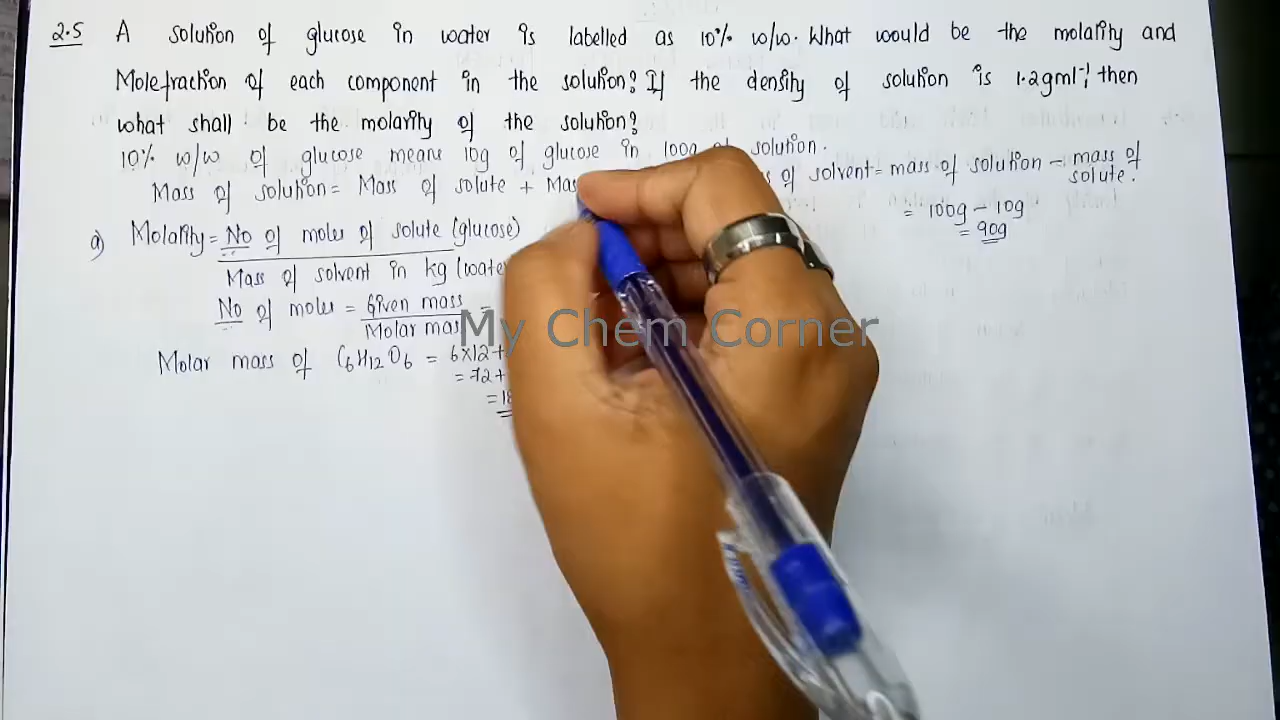 2.5 A solution of glucose in water is labelled as 10% w/w. What would be the molality and
Molefraction of each component in the solution? If the density of solution is 1.2gml⁻¹, then
what shall be the molarity of the solution?
10% w/w of glucose means 10g of glucose in 100g of solution.
Mass of solution = Mass of solute + Mas of solvent = mass of solution – mass of solute.
= 100g – 10g
= 90g
a) Molality = No of moles of solute (glucose)
Mass of solvent in kg (water
No of moles = Given mass =
Molar mas
My Chem Corner
Molar mass of C6H12O6 = 6×12+
= 72+
= 18